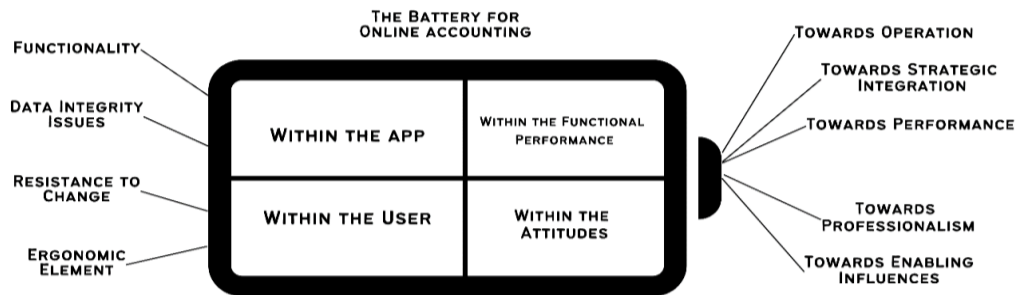 The Battery for
Online accounting
Functionality
Data Integrity
Issues
Resistance to
Change
Ergonomic
Element
Within the app
Within the Functional
Performance
Within the User
Within the
Attitudes
Towards Operation
Towards Strategic
Integration
Towards Performance
Towards
Professionalism
Towards Enabling
Influences